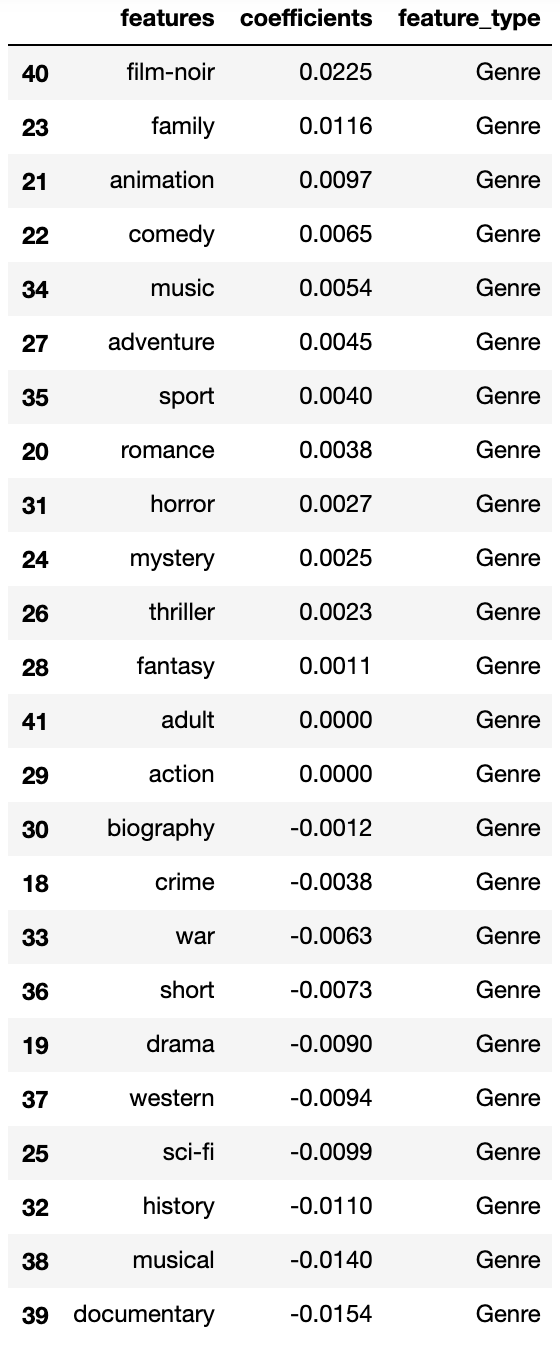 features coefficients feature_type
40 film-noir 0.0225 Genre
23 family 0.0116 Genre
21 animation 0.0097 Genre
22 comedy 0.0065 Genre
34 music 0.0054 Genre
27 adventure 0.0045 Genre
35 sport 0.0040 Genre
20 romance 0.0038 Genre
31 horror 0.0027 Genre
24 mystery 0.0025 Genre
26 thriller 0.0023 Genre
28 fantasy 0.0011 Genre
41 adult 0.0000 Genre
29 action 0.0000 Genre
30 biography -0.0012 Genre
18 crime -0.0038 Genre
33 war -0.0063 Genre
36 short -0.0073 Genre
19 drama -0.0090 Genre
37 western -0.0094 Genre
25 sci-fi -0.0099 Genre
32 history -0.0110 Genre
38 musical -0.0140 Genre
39 documentary -0.0154 Genre